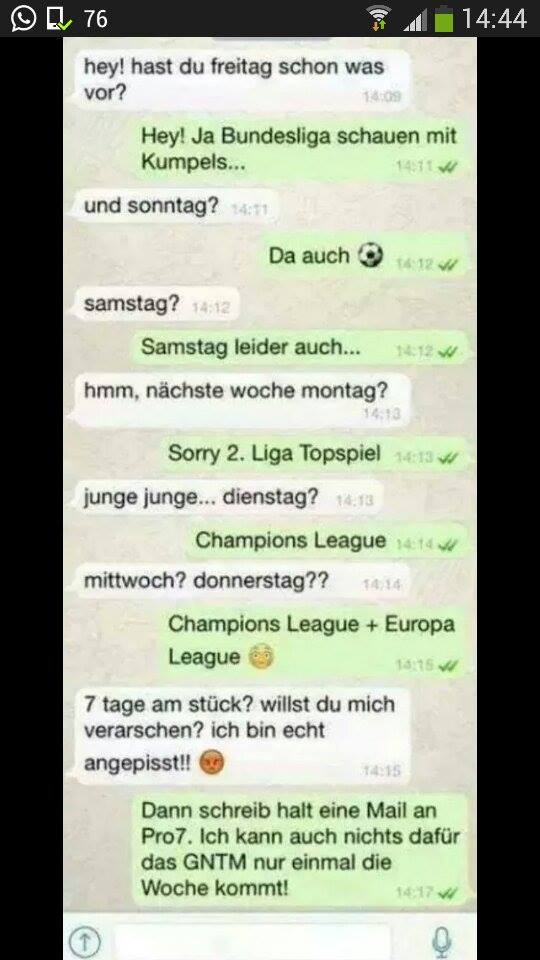 76 14:44
hey! hast du freitag schon was
vor? 14:09
Hey! Ja Bundesliga schauen mit
Kumpels... 14:11
und sonntag? 14:11
Da auch ⚽ 14:12
samstag? 14:12
Samstag leider auch... 14:12
hmm, nächste woche montag?
14:13
Sorry 2. Liga Topspiel 14:13
junge junge... dienstag? 14:13
Champions League 14:14
mittwoch? donnerstag?? 14:14
Champions League + Europa
League 😳 14:15
7 tage am stück? willst du mich
verarschen? ich bin echt
angepisst!! 😡 14:15
Dann schreib halt eine Mail an
Pro7. Ich kann auch nichts dafür
das GNTM nur einmal die
Woche kommt! 14:17